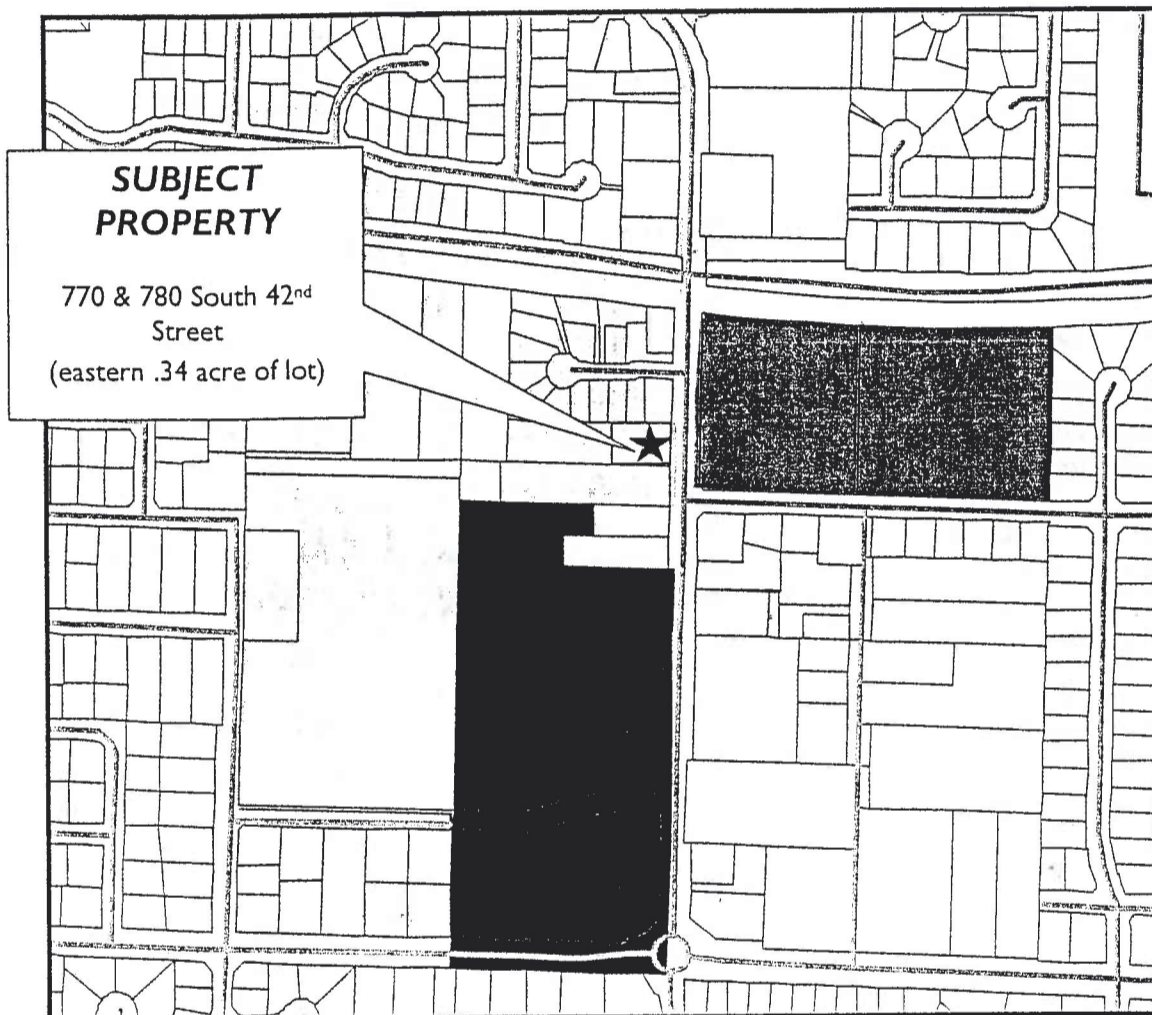 SUBJECT
PROPERTY
770 & 780 South 42nd
Street
(eastern .34 acre of lot)